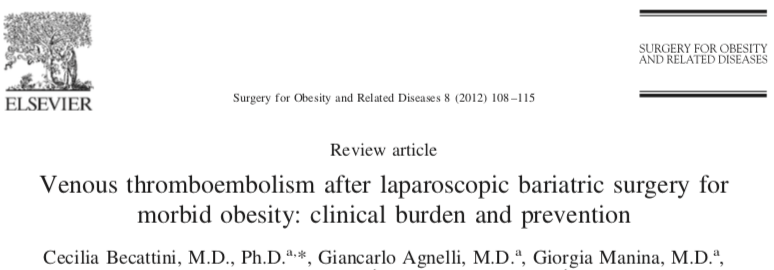 SURGERY FOR OBESITY
AND RELATED DISEASES
ELSEVIER
Surgery for Obesity and Related Diseases 8 (2012) 108–115
Review article
Venous thromboembolism after laparoscopic bariatric surgery for
morbid obesity: clinical burden and prevention
Cecilia Becattini, M.D., Ph.D.ᵃ,*, Giancarlo Agnelli, M.D.ᵃ, Giorgia Manina, M.D.ᵃ,